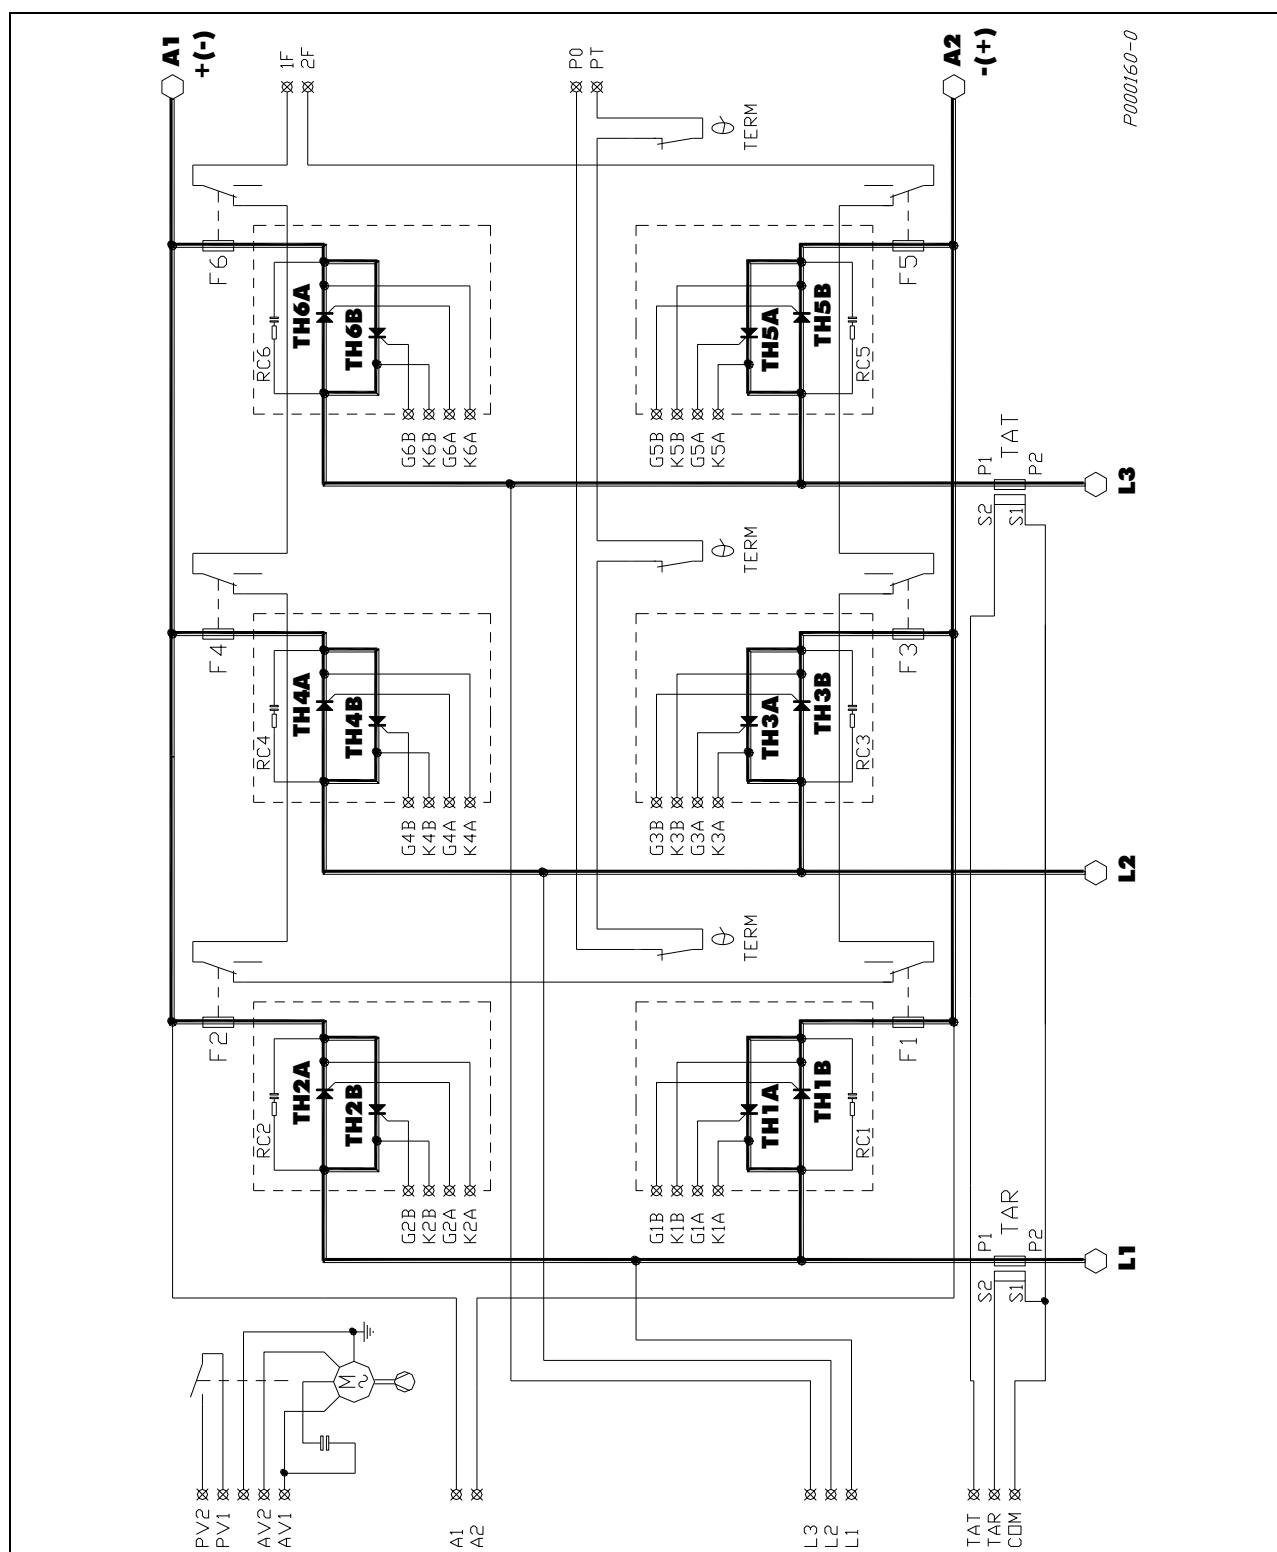 A1
+(-)
1F
2F
P0
PT
A2
-(+)
P000160-0
θ
TERM
F6
F5
RC6
TH6A
TH6B
G6B
K6B
G6A
K6A
TH5A
TH5B
RC5
G5B
K5B
G5A
K5A
P1
TAT
P2
S2
S1
L3
θ
TERM
F4
F3
RC4
TH4A
TH4B
G4B
K4B
G4A
K4A
TH3A
TH3B
RC3
G3B
K3B
G3A
K3A
L2
θ
TERM
F2
F1
RC2
TH2A
TH2B
G2B
K2B
G2A
K2A
TH1A
TH1B
RC1
G1B
K1B
G1A
K1A
P1
TAR
P2
S2
S1
L1
M
~
PV2
PV1
AV2
AV1
A1
A2
L3
L2
L1
TAT
TAR
COM